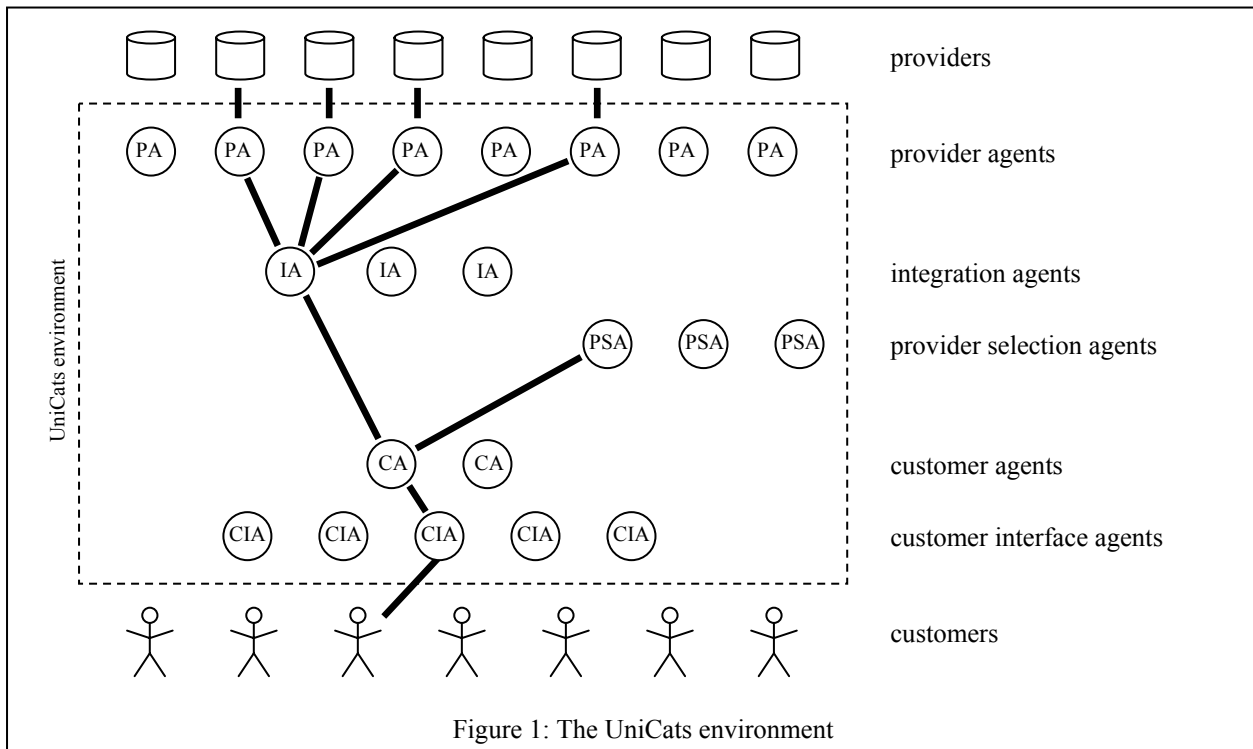 providers
PA PA PA PA PA PA PA PA provider agents
IA IA IA integration agents
PSA PSA PSA provider selection agents
UniCats environment
CA CA customer agents
CIA CIA CIA CIA CIA customer interface agents
customers
Figure 1: The UniCats environment